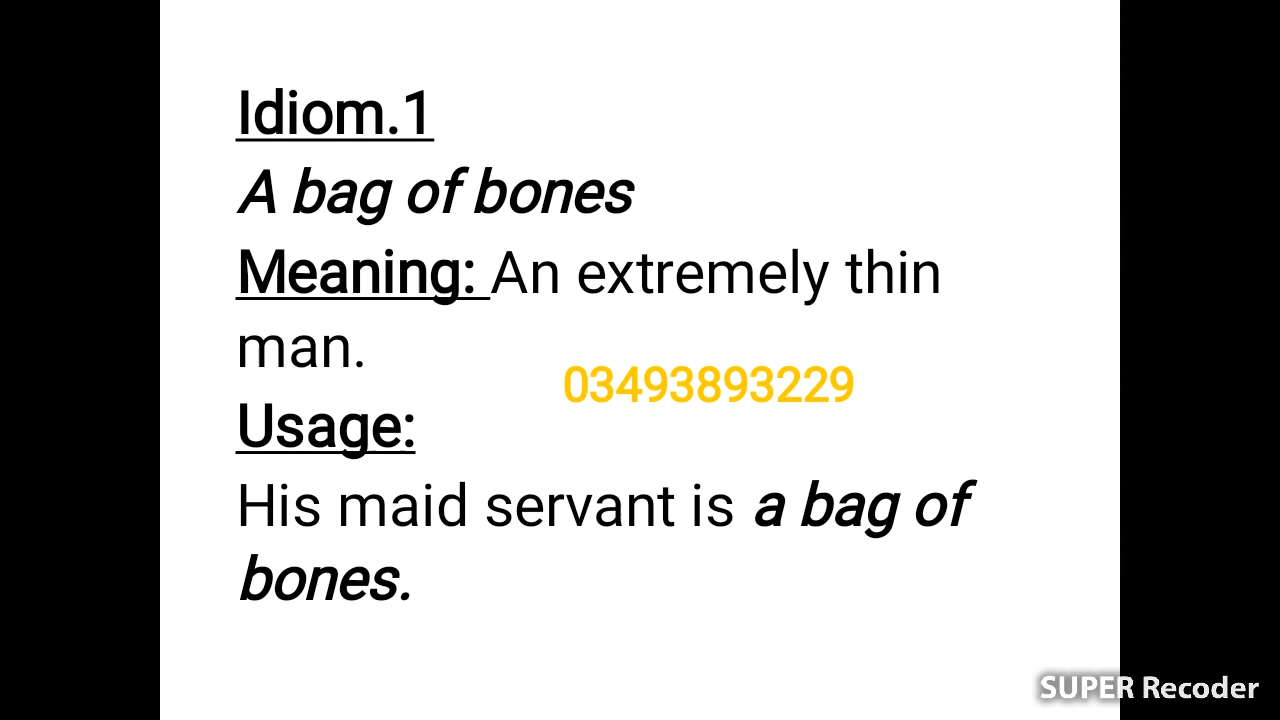 Idiom.1
A bag of bones
Meaning: An extremely thin
man.
03493893229
Usage:
His maid servant is a bag of
bones.
SUPER Recoder